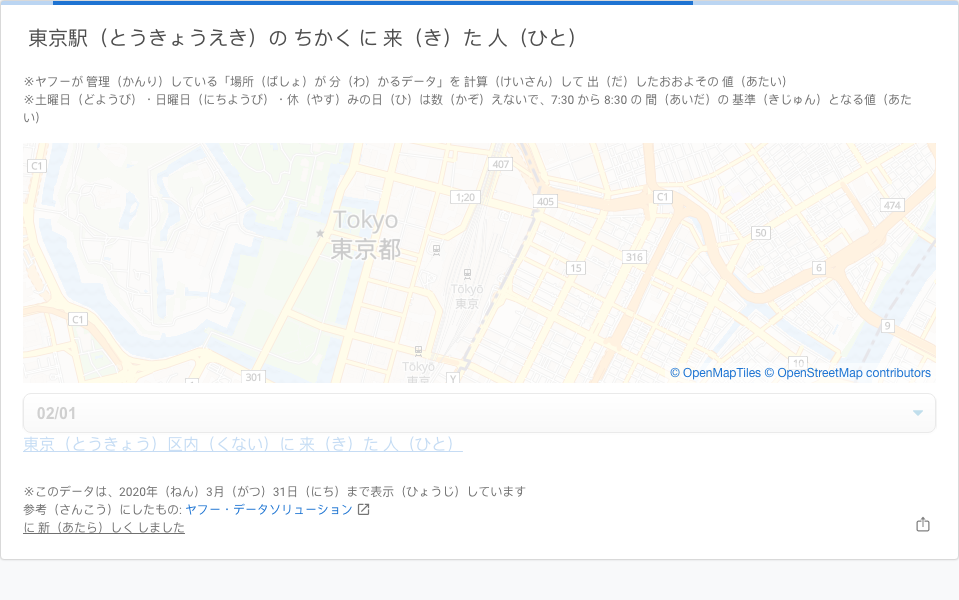 東京駅（とうきょうえき）の ちかく に 来（き）た 人（ひと）
※ヤフーが 管理（かんり）している「場所（ばしょ）が 分（わ）かるデータ」を 計算（けいさん）して 出（だ）したおおよその 値（あたい）
※土曜日（どようび）・日曜日（にちようび）・休（やす）みの日（ひ）は数（かぞ）えないで、7:30 から 8:30 の 間（あいだ）の 基準（きじゅん）となる値（あた
い）
C1
407
1;20
405
C1
474
Tokyo
東京都
50
316
15
6
Tōkyō
東京
C1
9
Tōkyō
東京
10
301
Y
© OpenMapTiles © OpenStreetMap contributors
02/01
東京（とうきょう）区内（くない）に 来（き）た 人（ひと）
※このデータは、2020年（ねん）3月（がつ）31日（にち）まで表示（ひょうじ）しています
参考（さんこう）にしたもの: ヤフー・データソリューション
に 新（あたら）しく しました